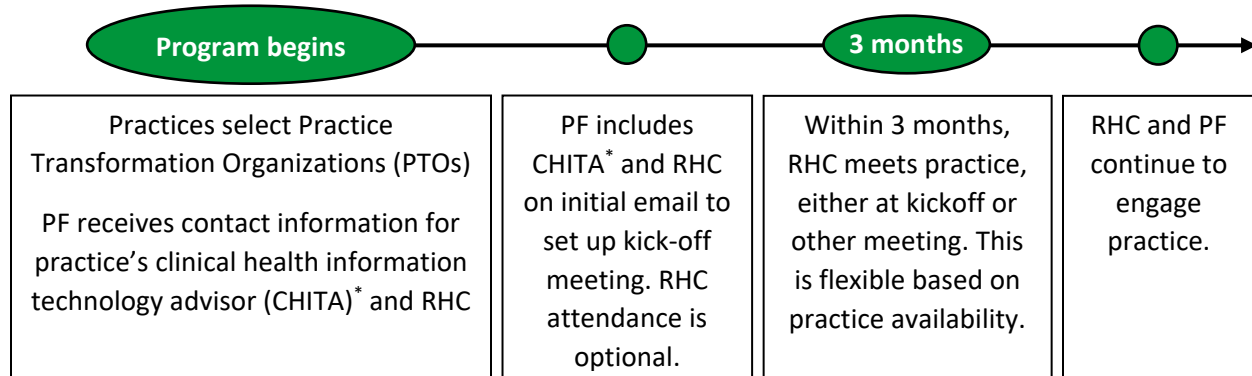 Program begins
3 months
Practices select Practice
Transformation Organizations (PTOs)
PF receives contact information for
practice's clinical health information
technology advisor (CHITA)* and RHC
PF includes
CHITA* and RHC
on initial email to
set up kick-off
meeting. RHC
attendance is
optional.
Within 3 months,
RHC meets practice,
either at kickoff or
other meeting. This
is flexible based on
practice availability.
RHC and PF
continue to
engage
practice.